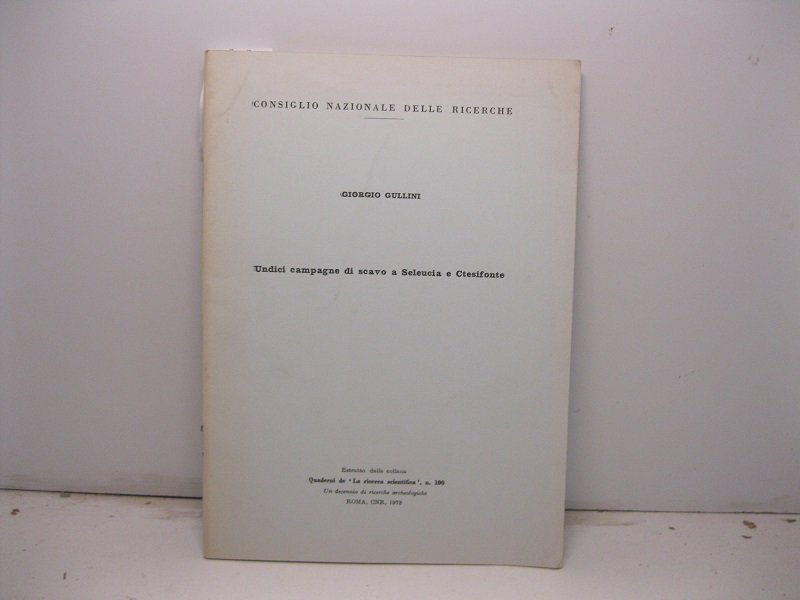 CONSIGLIO NAZIONALE DELLE RICERCHE
GIORGIO GULLINI
Undici campagne di scavo a Seleucia e Ctesifonte
Estratto dalla collana
Quaderni de "La ricerca scientifica", n. 100
Un decennio di ricerche archeologiche
ROMA, CNR, 1978